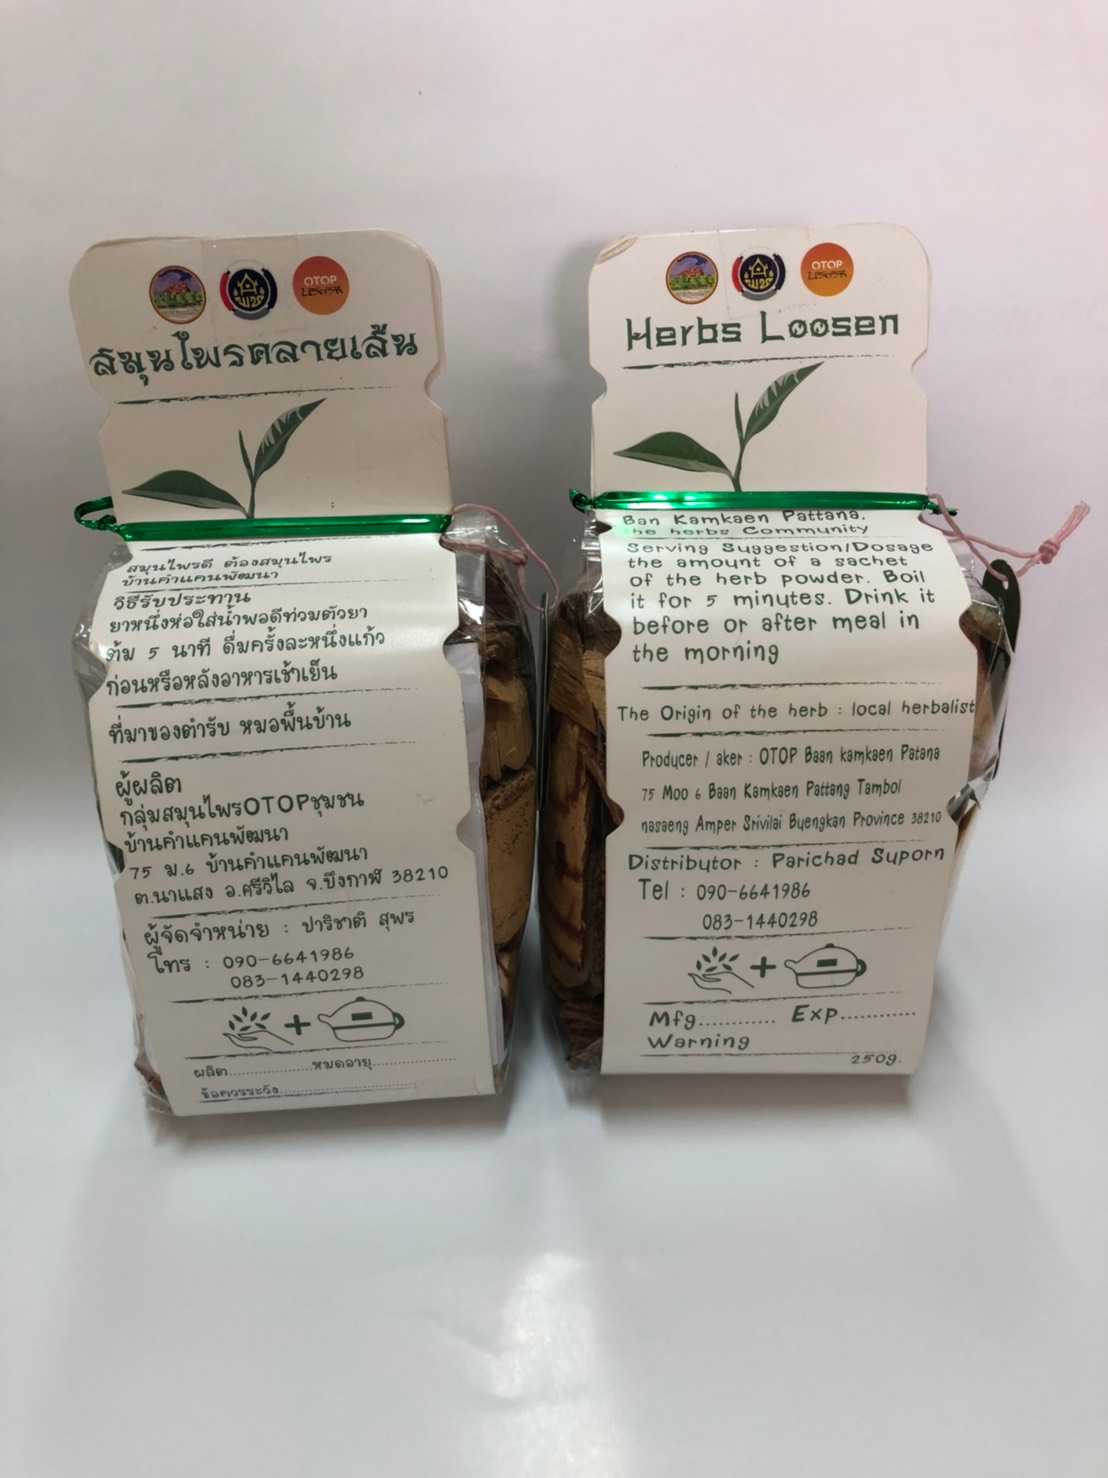 OTOP
สมุนไพรคลายเส้น
สมุนไพรดี ต้องสมุนไพร
บ้านคำแคนพัฒนา
วิธีรับประทาน
ยาหนึ่งห่อใส่น้ำพอดีท่วมตัวยา
ต้ม 5 นาที ดื่มครั้งละหนึ่งแก้ว
ก่อนหรือหลังอาหารเช้าเย็น
ที่มาของตำรับ หมอพื้นบ้าน
ผู้ผลิต
กลุ่มสมุนไพรOTOPชุมชน
บ้านคำแคนพัฒนา
75 ม.6 บ้านคำแคนพัฒนา
ต.นาแสง อ.ศรีวิไล จ.บึงกาฬ 38210
ผู้จัดจำหน่าย : ปาริชาติ สุพร
โทร : 090-6641986
083-1440298
ผลิต....................หมดอายุ....................
ข้อควรระวัง.................................
OTOP
Herbs Loosen
Ban Kamkaen Pattana,
the herbs Community
Serving Suggestion/Dosage
the amount of a sachet
of the herb powder. Boil
it for 5 minutes. Drink it
before or after meal in
the morning
The Origin of the herb : local herbalist
Producer / aker : OTOP Baan kamkaen Patana
75 Moo 6 Baan Kamkaen Pattang Tambol
nasaeng Amper Srivilai Buengkan Province 38210
Distributor : Parichad Suporn
Tel : 090-6641986
083-1440298
Mfg............ Exp............
Warning
250g.